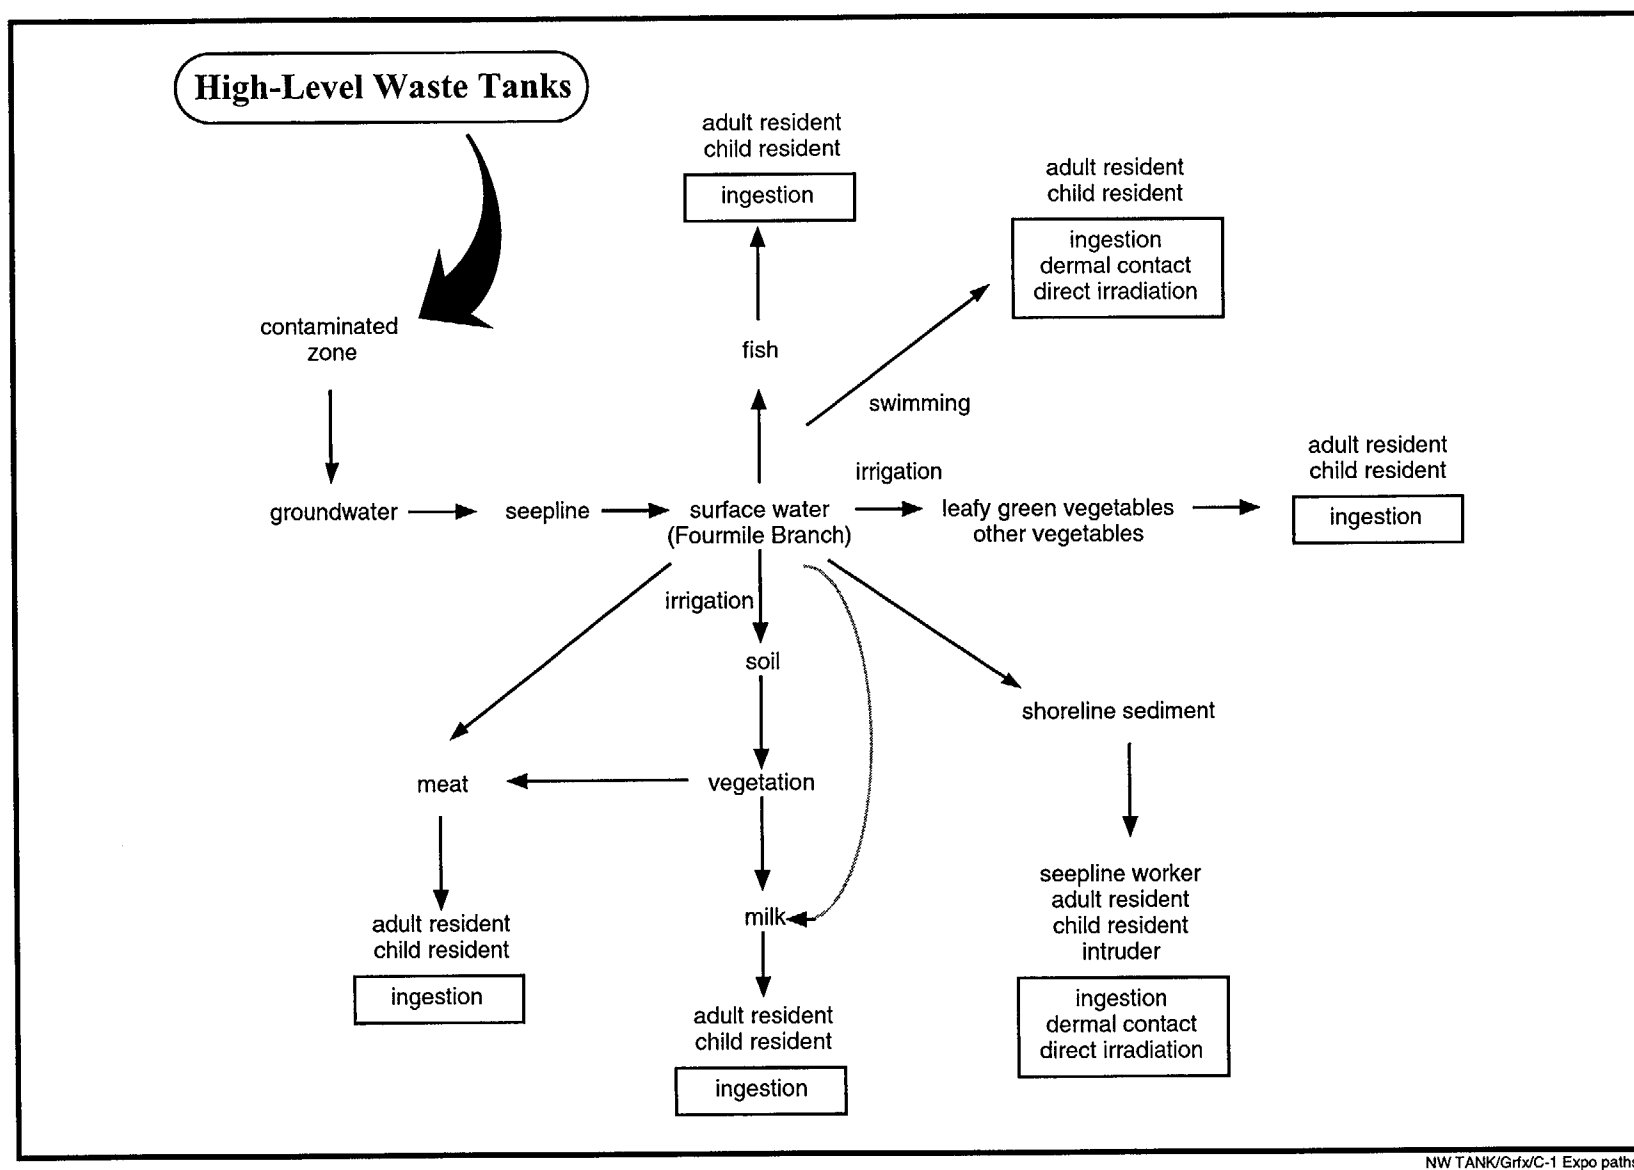 High-Level Waste Tanks
adult resident
child resident
ingestion
adult resident
child resident
ingestion
dermal contact
direct irradiation
contaminated
zone
fish
swimming
adult resident
child resident
ingestion
irrigation
groundwater
seepline
surface water
(Fourmile Branch)
leafy green vegetables
other vegetables
irrigation
soil
shoreline sediment
meat
vegetation
seepline worker
adult resident
child resident
intruder
ingestion
dermal contact
direct irradiation
milk
adult resident
child resident
ingestion
adult resident
child resident
ingestion
NW TANK/Grfx/C-1 Expo paths